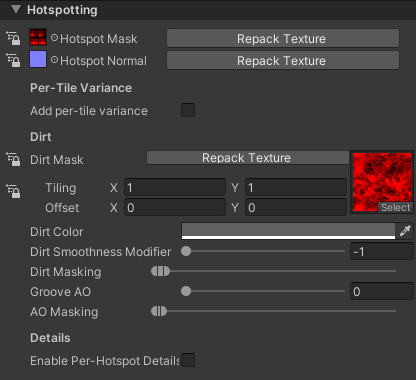 Hotspotting
Hotspot Mask Repack Texture
Hotspot Normal Repack Texture
Per-Tile Variance
Add per-tile variance
Dirt
Dirt Mask Repack Texture
Tiling X 1 Y 1
Offset X 0 Y 0
Select
Dirt Color
Dirt Smoothness Modifier -1
Dirt Masking
Groove AO 0
AO Masking
Details
Enable Per-Hotspot Details